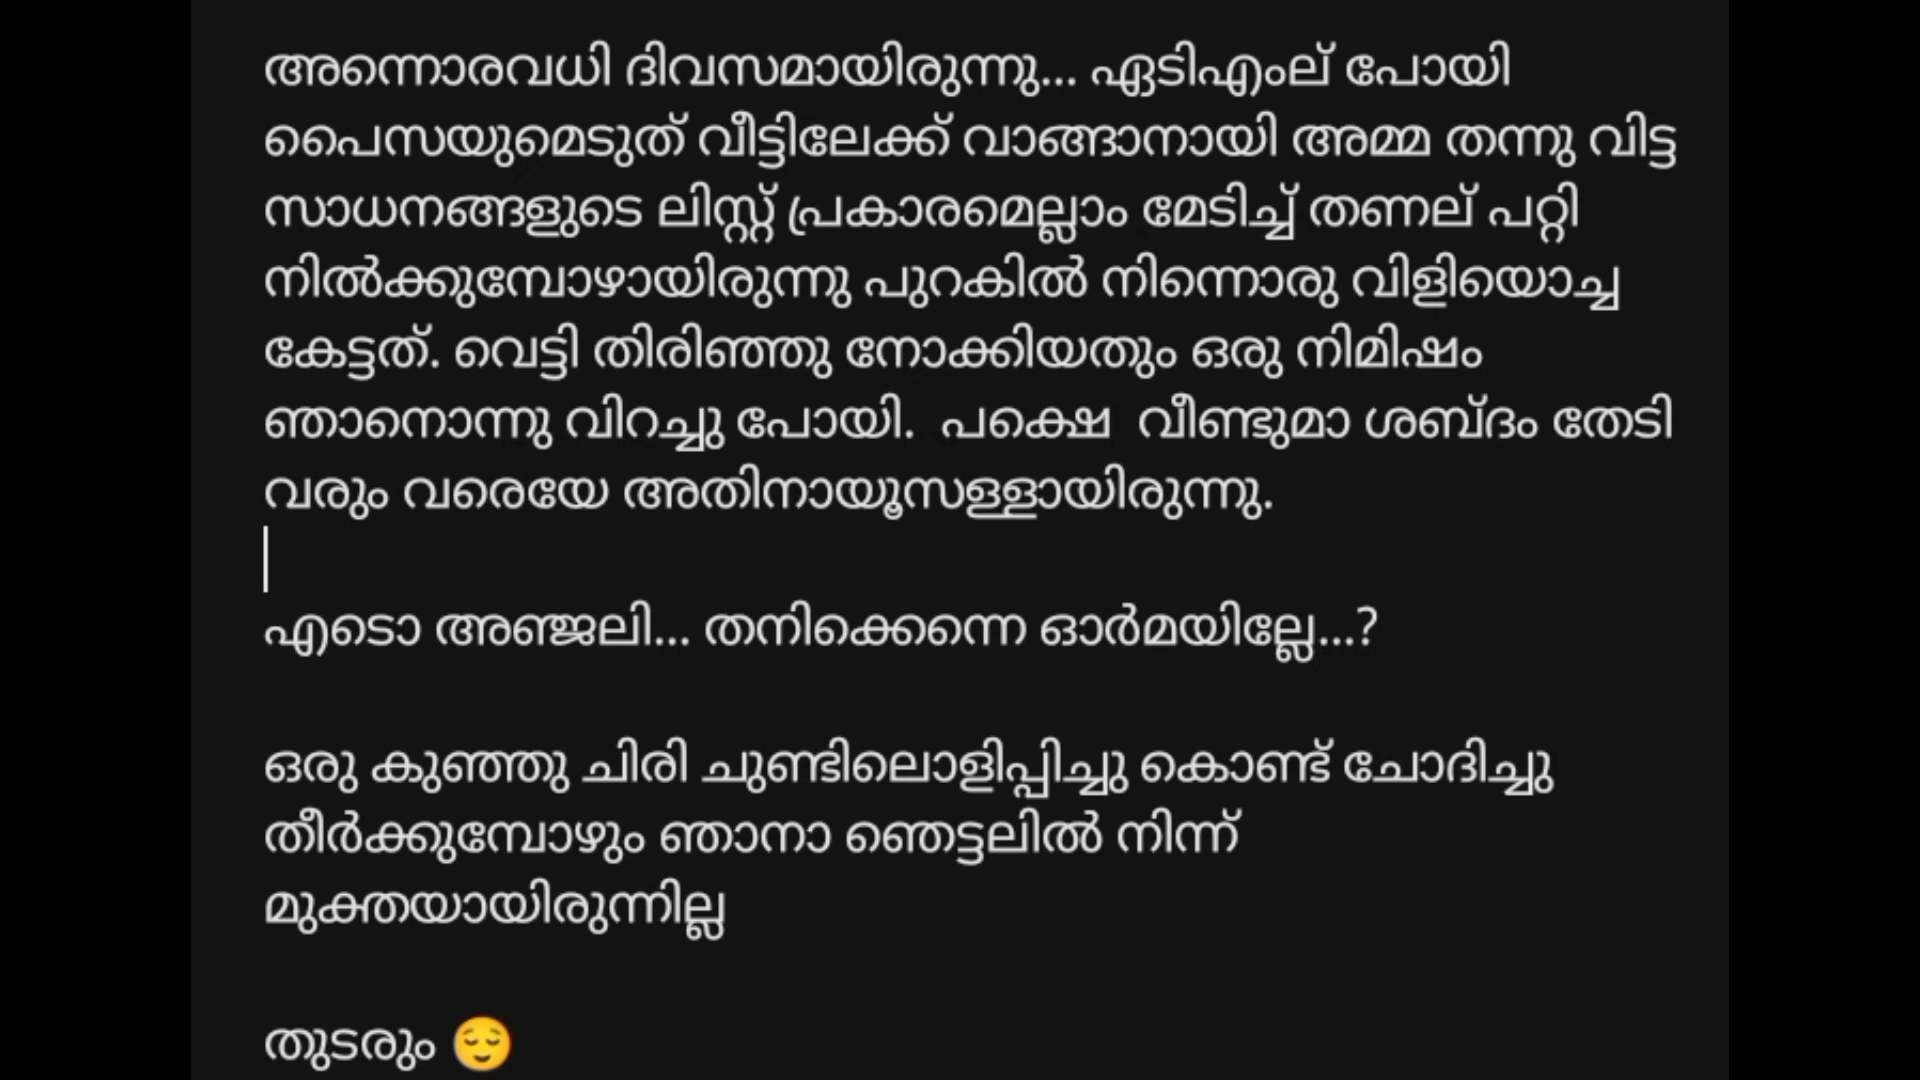 അന്നൊരവധി ദിവസമായിരുന്നു... ഏടിഎംല് പോയി
പൈസയുമെടുത് വീട്ടിലേക്ക് വാങ്ങാനായി അമ്മ തന്നു വിട്ട
സാധനങ്ങളുടെ ലിസ്റ്റ് പ്രകാരമെല്ലാം മേടിച്ച് തണല് പറ്റി
നിൽക്കുമ്പോഴായിരുന്നു പുറകിൽ നിന്നൊരു വിളിയൊച്ച
കേട്ടത്. വെട്ടി തിരിഞ്ഞു നോക്കിയതും ഒരു നിമിഷം
ഞാനൊന്നു വിറച്ചു പോയി.  പക്ഷെ  വീണ്ടുമാ ശബ്ദം തേടി
വരും വരെയേ അതിനായൂസള്ളായിരുന്നു.
എടൊ അഞ്ജലി... തനിക്കെന്നെ ഓർമയില്ലേ...?
ഒരു കുഞ്ഞു ചിരി ചുണ്ടിലൊളിപ്പിച്ചു കൊണ്ട് ചോദിച്ചു
തീർക്കുമ്പോഴും ഞാനാ ഞെട്ടലിൽ നിന്ന്
മുക്തയായിരുന്നില്ല
തുടരും 😌